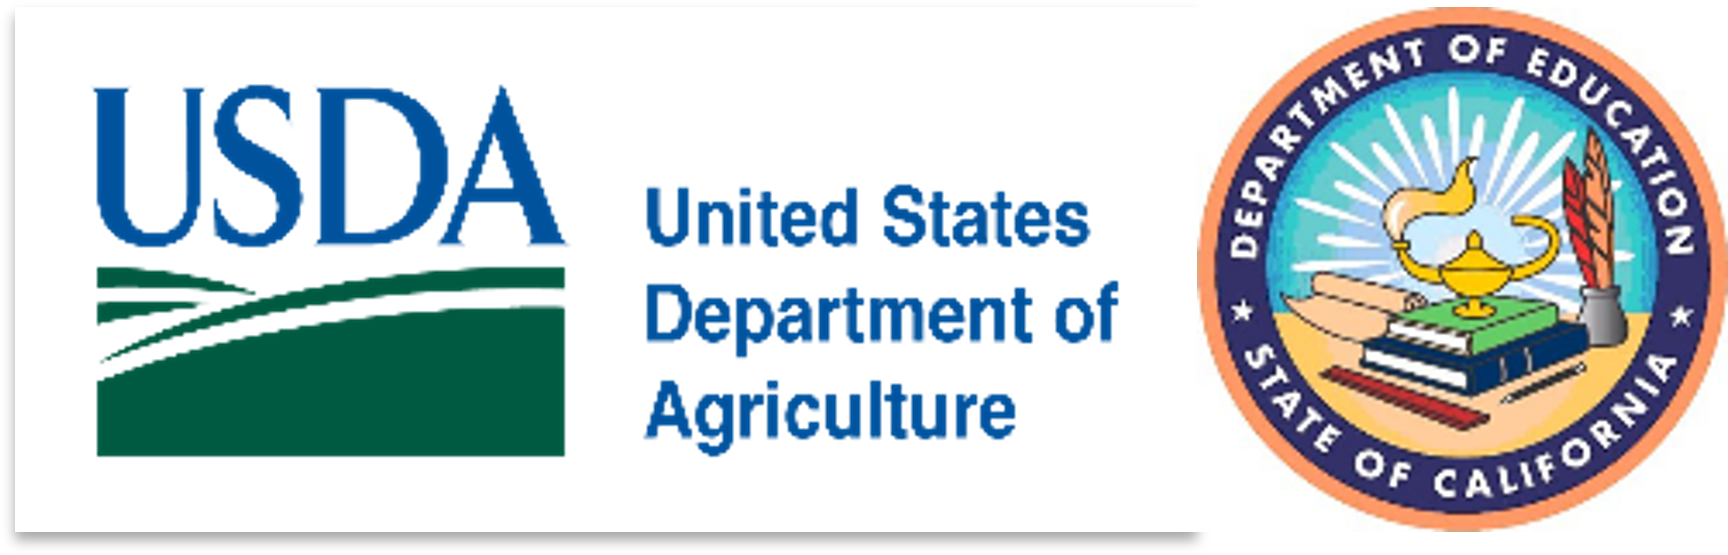 USDA
United States
Department of
Agriculture
DEPARTMENT OF EDUCATION
STATE OF CALIFORNIA